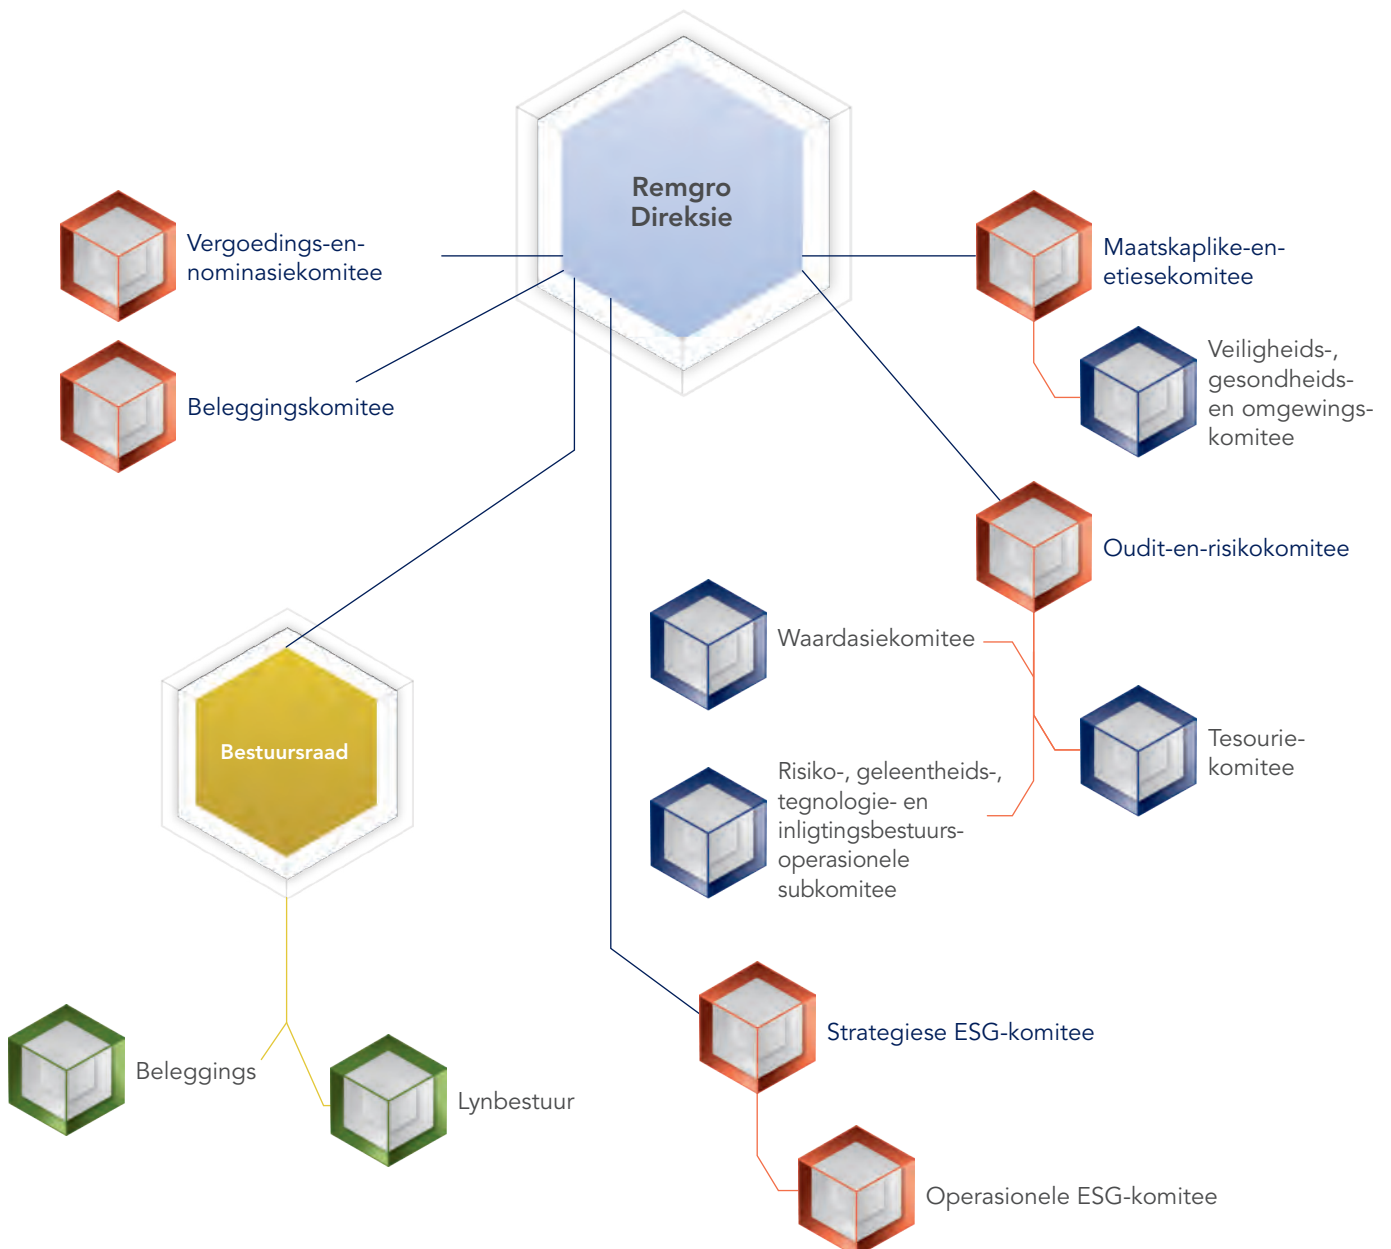 Remgro
Direksie
Vergoedings-en-
nominasiekomitee
Beleggingskomitee
Maatskaplike-en-
etiesekomitee
Veiligheids-,
gesondheids-
en omgewings-
komitee
Oudit-en-risikokomitee
Waardasiekomitee
Tesourie-
komitee
Risiko-, geleentheids-,
tegnologie- en
inligtingsbestuurs-
operasionele
subkomitee
Bestuursraad
Beleggings
Lynbestuur
Strategiese ESG-komitee
Operasionele ESG-komitee